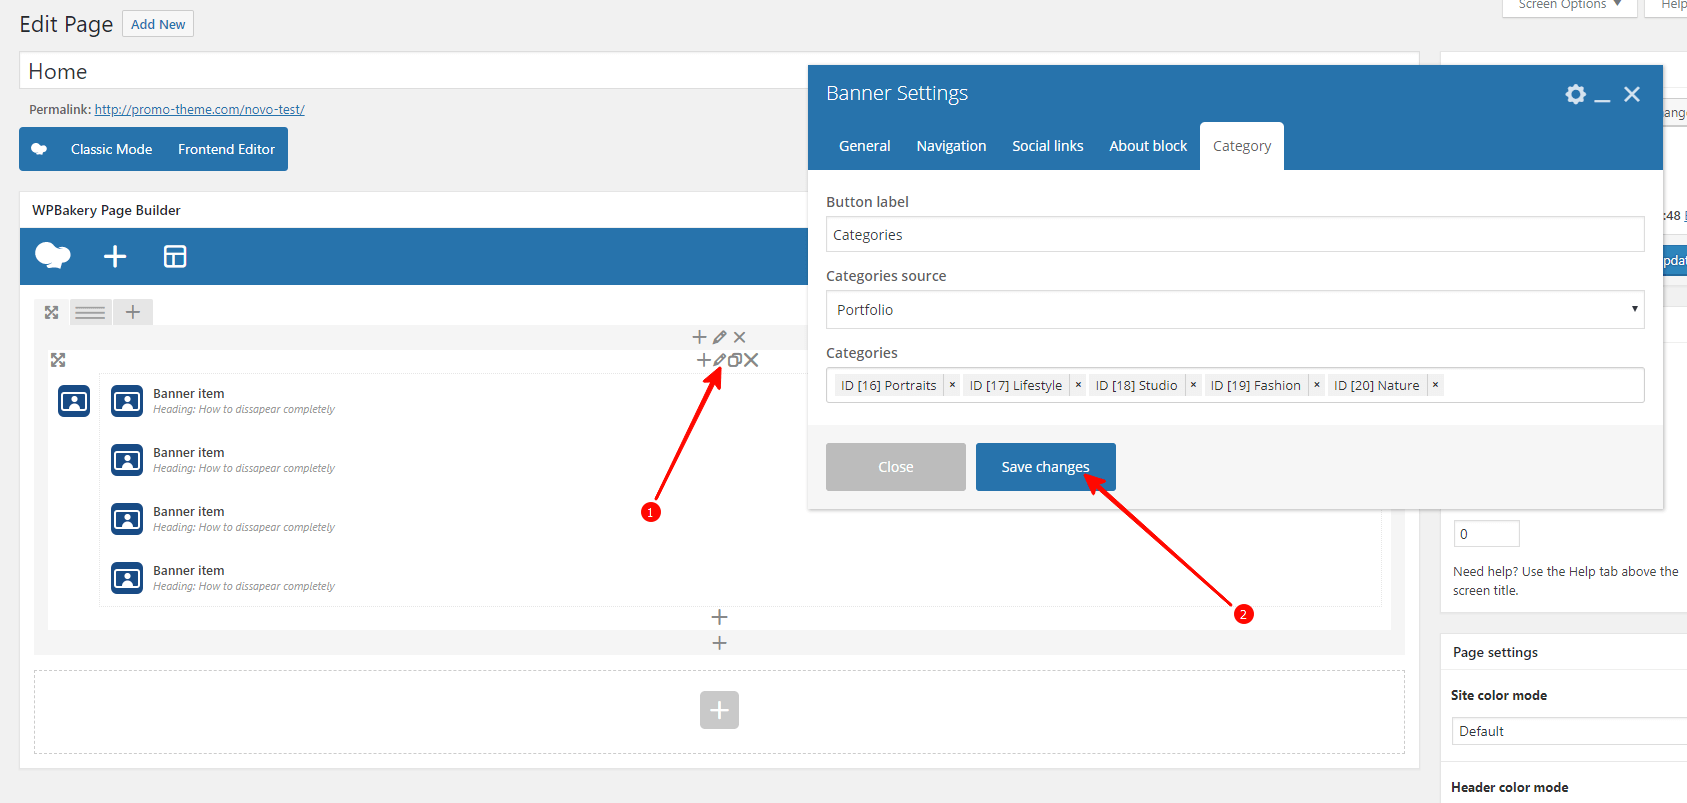 Edit Page
Add New
Screen Options
Help
Home
Permalink: http://promo-theme.com/novo-test/
Classic Mode
Frontend Editor
WPBakery Page Builder
Banner item
Heading: How to dissapear completely
Banner item
Heading: How to dissapear completely
Banner item
Heading: How to dissapear completely
Banner item
Heading: How to dissapear completely
1
Banner Settings
General
Navigation
Social links
About block
Category
Button label
Categories
Categories source
Portfolio
Categories
ID [16] Portraits ×
ID [17] Lifestyle ×
ID [18] Studio ×
ID [19] Fashion ×
ID [20] Nature ×
Close
Save changes
2
:48
0
Need help? Use the Help tab above the
screen title.
Page settings
Site color mode
Default
Header color mode